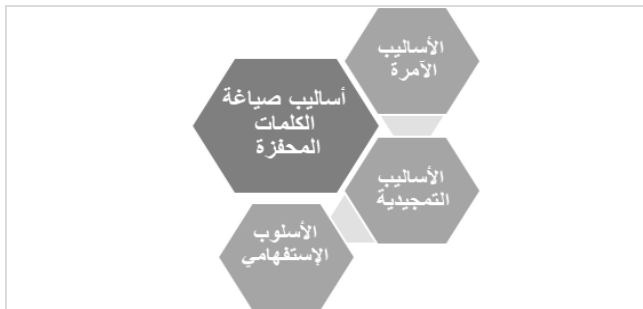 أساليب صياغة
الكلمات
المحفزة
الأساليب
الآمرة
الأساليب
التمجيدية
الأسلوب
الإستفهامي